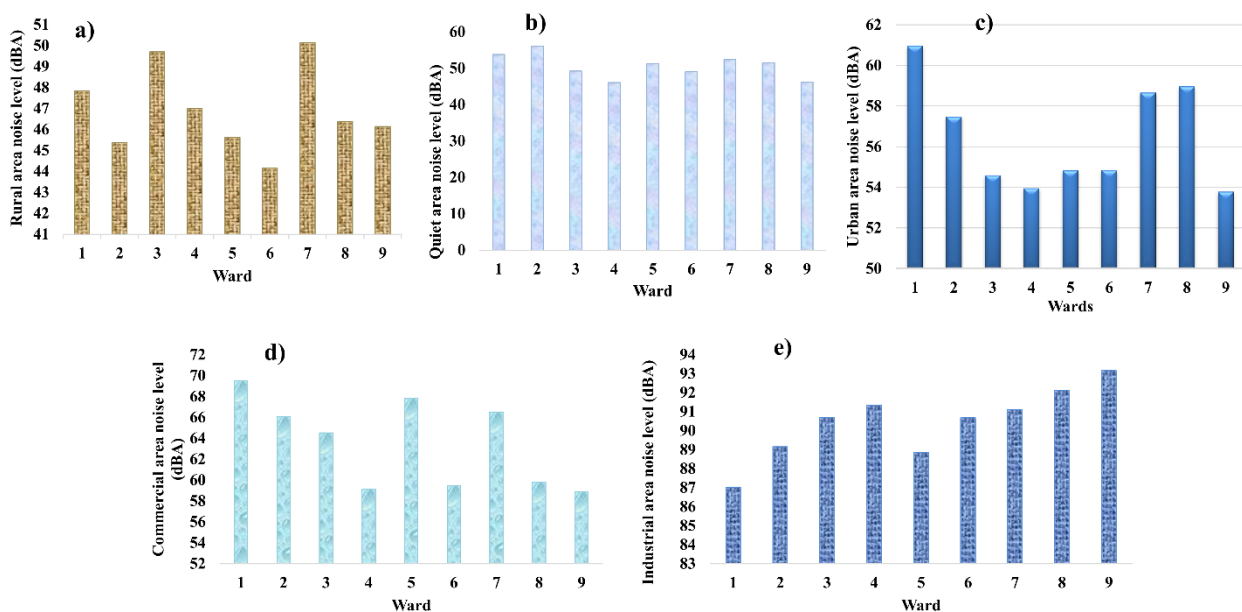 a)
Rural area noise level (dBA)
51
50
49
48
47
46
45
44
43
42
41
1 2 3 4 5 6 7 8 9
Ward
b)
Quiet area noise level (dBA)
60
50
40
30
20
10
0
1 2 3 4 5 6 7 8 9
Ward
c)
Urban area noise level (dBA)
62
60
58
56
54
52
50
1 2 3 4 5 6 7 8 9
Wards
d)
Commercial area noise level
(dBA)
72
70
68
66
64
62
60
58
56
54
52
1 2 3 4 5 6 7 8 9
Ward
e)
Industrial area noise level (dBA)
94
93
92
91
90
89
88
87
86
85
84
83
1 2 3 4 5 6 7 8 9
Ward